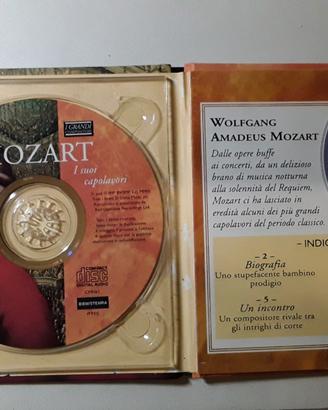 I GRANDI
MOZART
I suoi
capolavori
COMPACT
disc
DIGITAL AUDIO
WOLFGANG
AMADEUS MOZART
Dalle opere buffe
ai concerti, da un delizioso
brano di musica notturna
alla solennità del Requiem,
Mozart ci ha lasciato in
eredità alcuni dei più grandi
capolavori del periodo classico.
– INDIC
– 2 –
Biografia
Uno stupefacente bambino
prodigio
– 5 –
Un incontro
Un compositore rivale tra
gli intrighi di corte